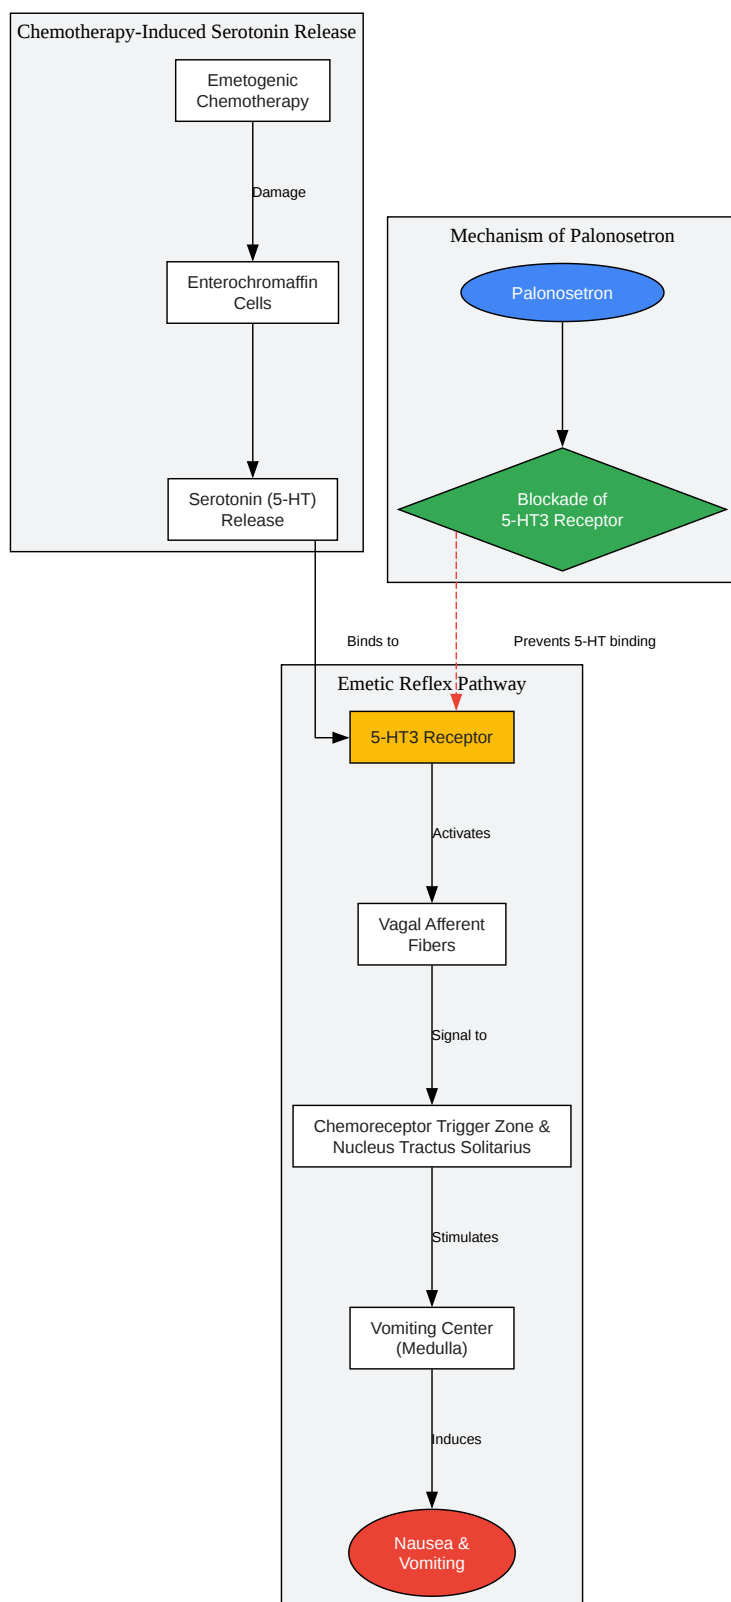 Chemotherapy-Induced Serotonin Release
Emetogenic
Chemotherapy
Damage
Enterochromaffin
Cells
Serotonin (5-HT)
Release
Mechanism of Palonosetron
Palonosetron
Blockade of
5-HT3 Receptor
Binds to
Prevents 5-HT binding
Emetic Reflex Pathway
5-HT3 Receptor
Activates
Vagal Afferent
Fibers
Signal to
Chemoreceptor Trigger Zone &
Nucleus Tractus Solitarius
Stimulates
Vomiting Center
(Medulla)
Induces
Nausea &
Vomiting